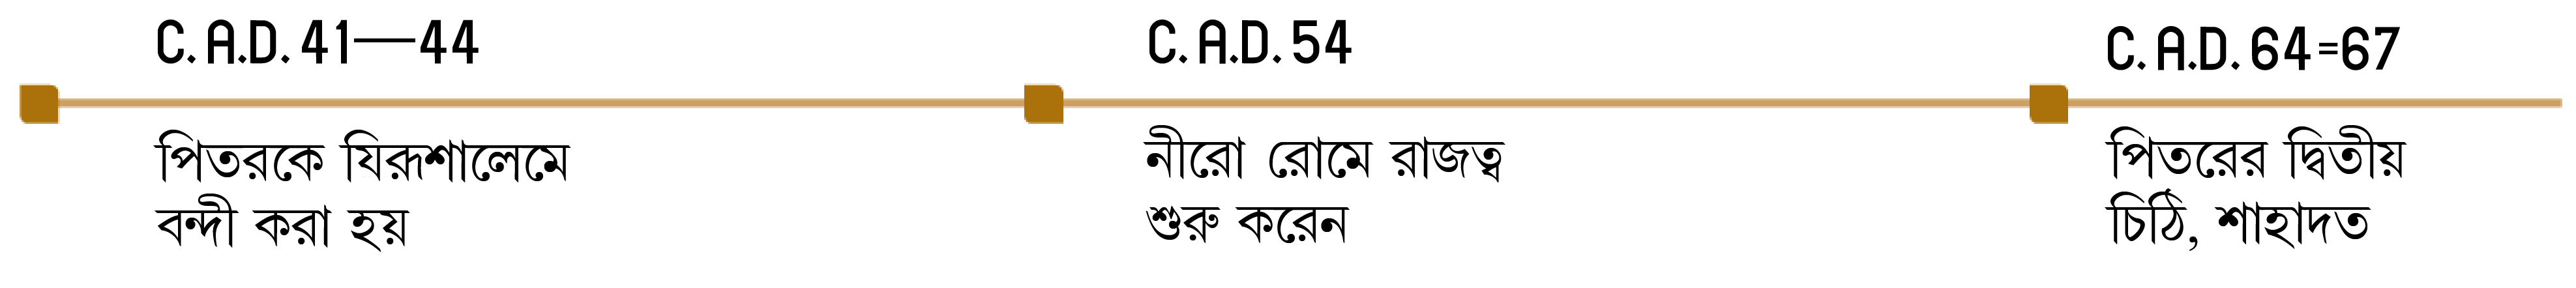 C. A.D. 41—44
পিতরকে যিরূশালেমে
বন্দী করা হয়
C. A.D. 54
নীরো রোমে রাজত্ব
শুরু করেন
C. A.D. 64=67
পিতরের দ্বিতীয়
চিঠি, শাহাদত